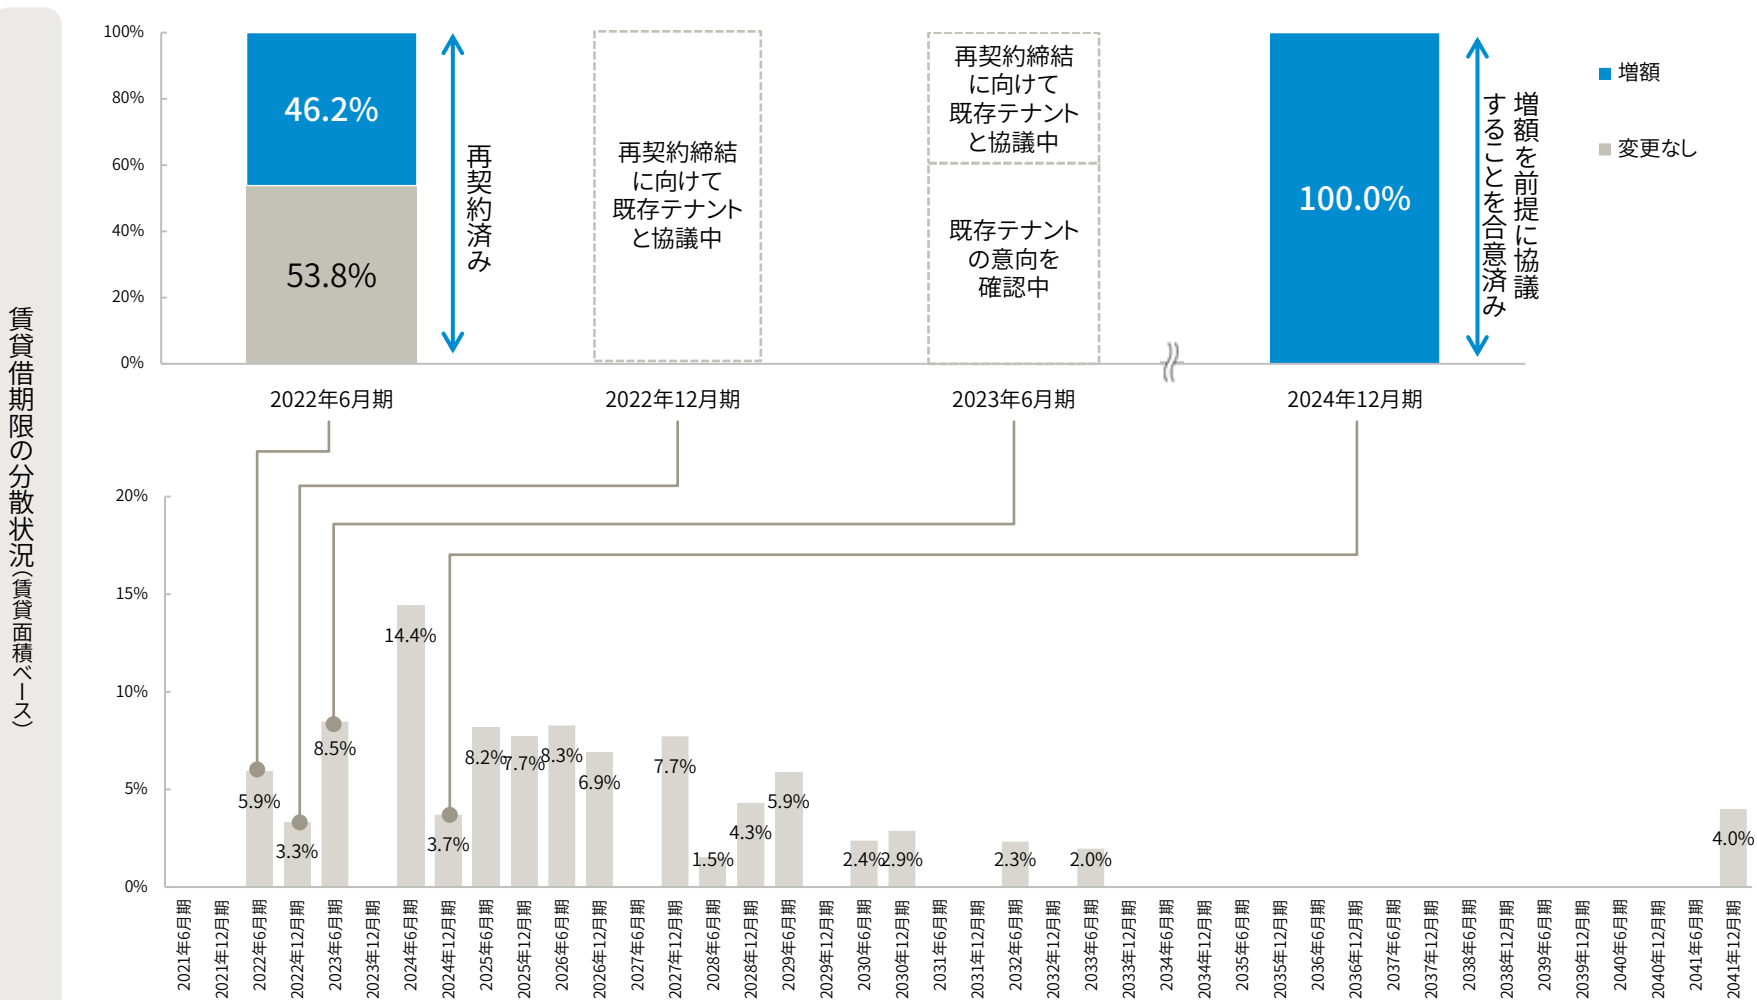 賃貸借期限の分散状況（賃貸面積ベース）
100%
80%
60%
40%
20%
0%
46.2%
53.8%
再契約済み
再契約締結
に向けて
既存テナント
と協議中
再契約締結
に向けて
既存テナント
と協議中
既存テナント
の意向を
確認中
100.0%
増額を前提に協議
することを合意済み
増額
変更なし
2022年6月期
2022年12月期
2023年6月期
2024年12月期
20%
15%
10%
5%
0%
5.9%
3.3%
8.5%
14.4%
3.7%
8.2%
7.7%
8.3%
6.9%
7.7%
1.5%
4.3%
5.9%
2.4%
2.9%
2.3%
2.0%
4.0%
2021年6月期
2021年12月期
2022年6月期
2022年12月期
2023年6月期
2023年12月期
2024年6月期
2024年12月期
2025年6月期
2025年12月期
2026年6月期
2026年12月期
2027年6月期
2027年12月期
2028年6月期
2028年12月期
2029年6月期
2029年12月期
2030年6月期
2030年12月期
2031年6月期
2031年12月期
2032年6月期
2032年12月期
2033年6月期
2033年12月期
2034年6月期
2034年12月期
2035年6月期
2035年12月期
2036年6月期
2036年12月期
2037年6月期
2037年12月期
2038年6月期
2038年12月期
2039年6月期
2039年12月期
2040年6月期
2040年12月期
2041年6月期
2041年12月期